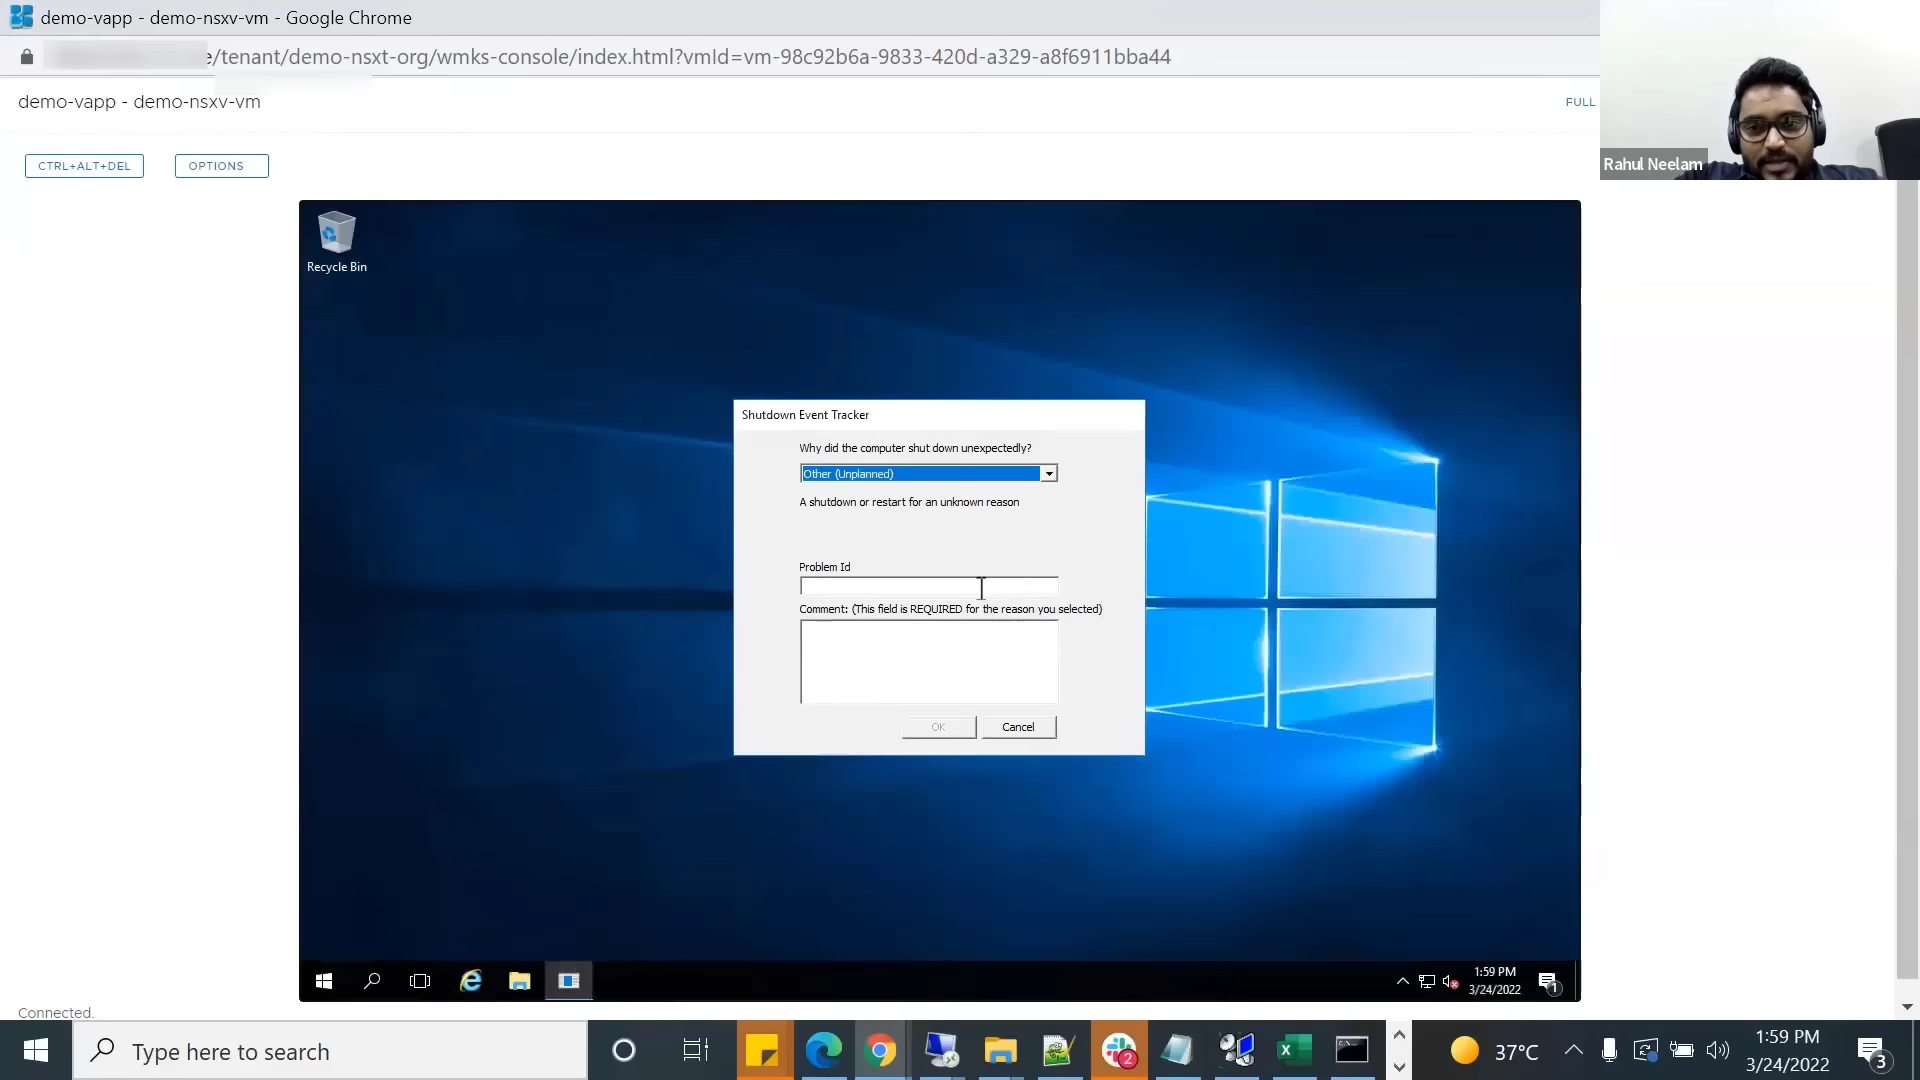 demo-vapp - demo-nsxv-vm - Google Chrome
e/tenant/demo-nsxt-org/wmks-console/index.html?vmId=vm-98c92b6a-9833-420d-a329-a8f6911bba44
demo-vapp - demo-nsxv-vm
FULL
CTRL+ALT+DEL
OPTIONS
Rahul Neelam
Recycle Bin
Shutdown Event Tracker
Why did the computer shut down unexpectedly?
Other (Unplanned)
A shutdown or restart for an unknown reason
Problem Id
Comment: (This field is REQUIRED for the reason you selected)
OK
Cancel
1:59 PM
3/24/2022
1
Connected.
Type here to search
2
37°C
1:59 PM
3/24/2022
3